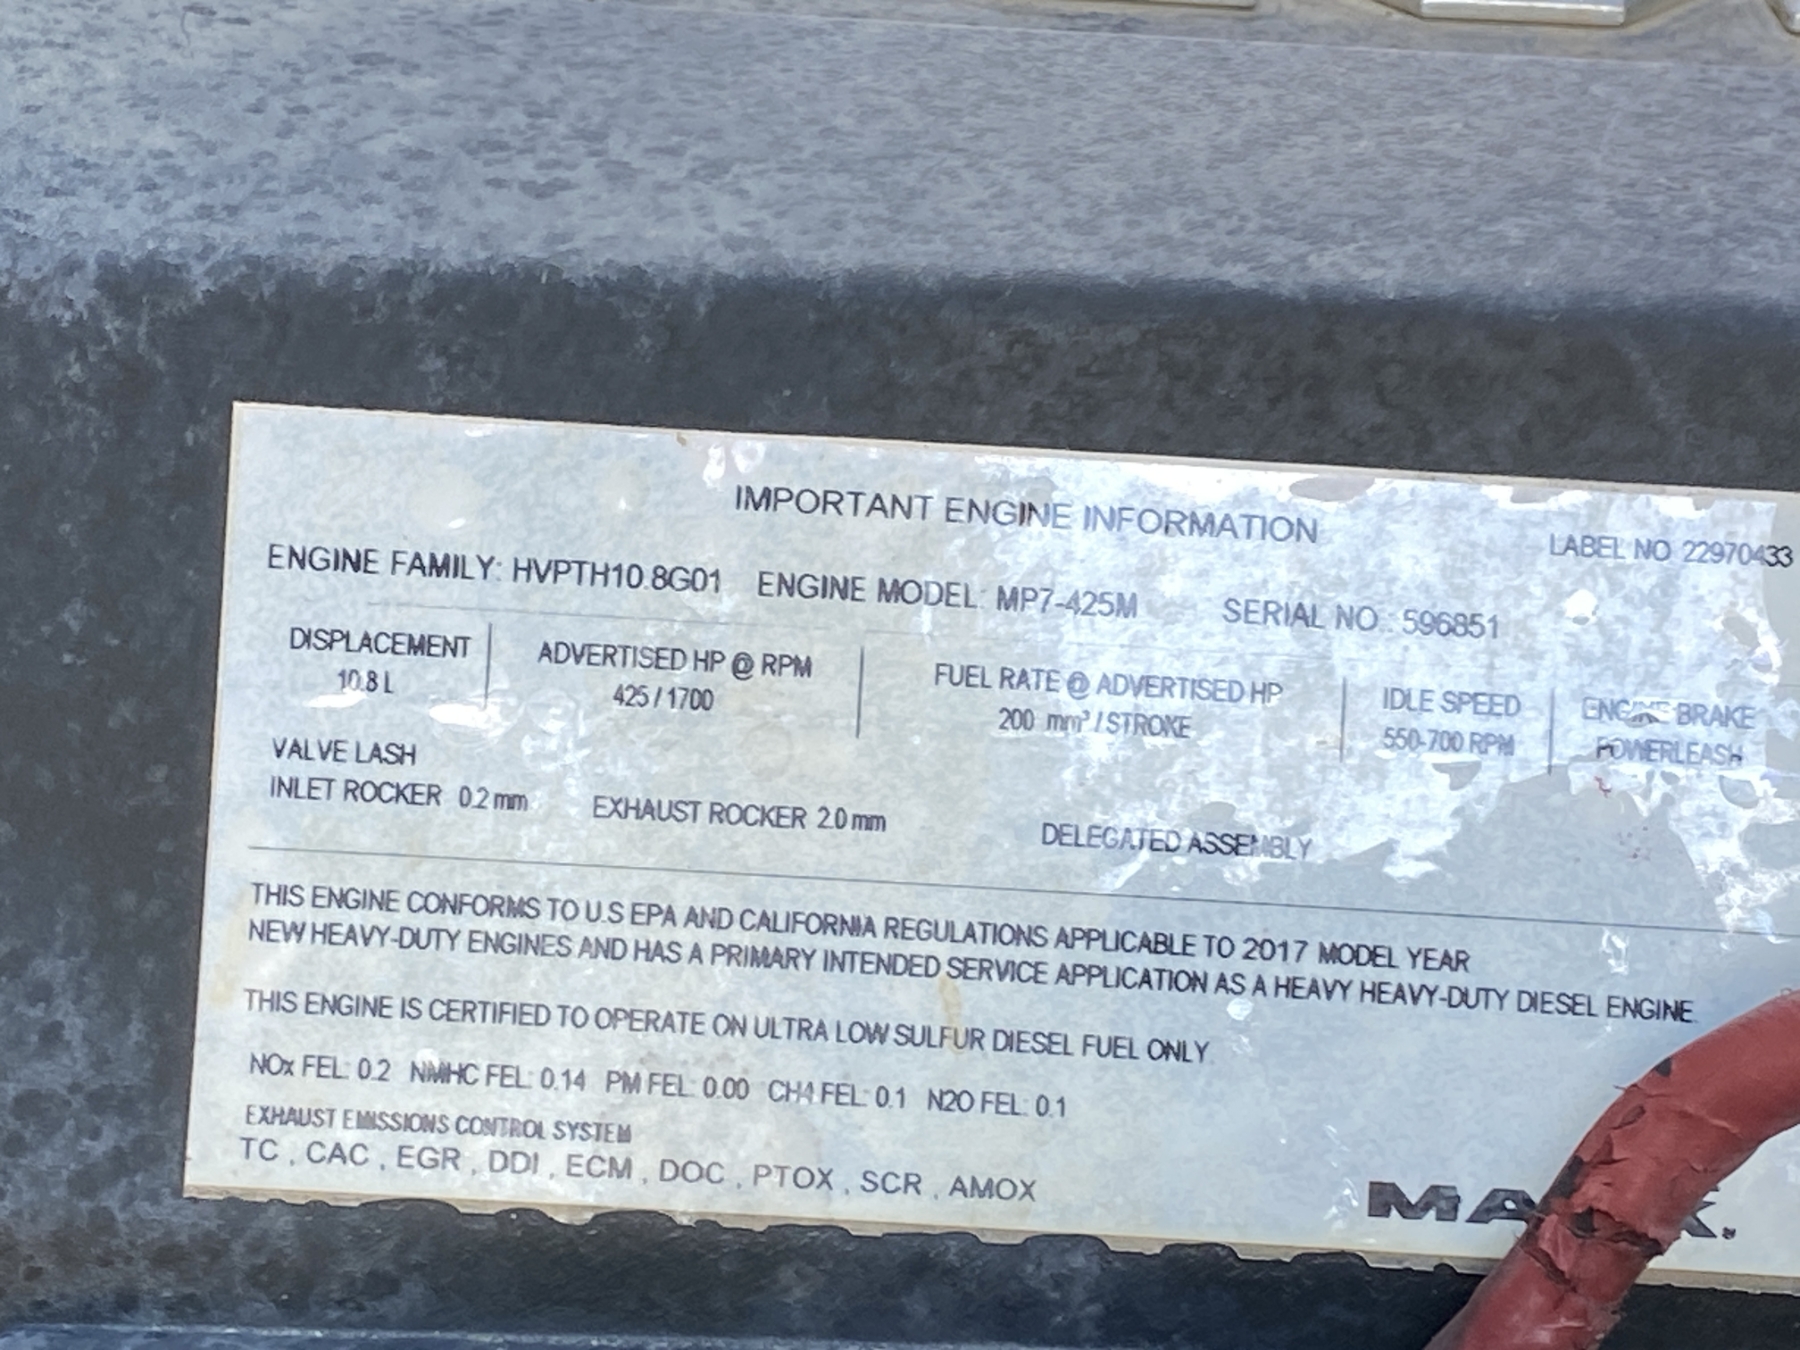 IMPORTANT ENGINE INFORMATION
LABEL NO 22970433
ENGINE FAMILY: HVPTH10.8G01 ENGINE MODEL: MP7-425M SERIAL NO.: 596851
DISPLACEMENT ADVERTISED HP @ RPM FUEL RATE @ ADVERTISED HP IDLE SPEED ENGINE BRAKE
10.8 L 425 / 1700 200 mm³ / STROKE 550-700 RPM POWERLEASH
VALVE LASH
INLET ROCKER 0.2 mm EXHAUST ROCKER 2.0 mm DELEGATED ASSEMBLY
THIS ENGINE CONFORMS TO U.S EPA AND CALIFORNIA REGULATIONS APPLICABLE TO 2017 MODEL YEAR
NEW HEAVY-DUTY ENGINES AND HAS A PRIMARY INTENDED SERVICE APPLICATION AS A HEAVY HEAVY-DUTY DIESEL ENGINE.
THIS ENGINE IS CERTIFIED TO OPERATE ON ULTRA LOW SULFUR DIESEL FUEL ONLY.
NOx FEL: 0.2 NMHC FEL: 0.14 PM FEL: 0.00 CH4 FEL: 0.1 N2O FEL: 0.1
EXHAUST EMISSIONS CONTROL SYSTEM
TC , CAC , EGR , DDI , ECM , DOC , PTOX , SCR , AMOX
MACK